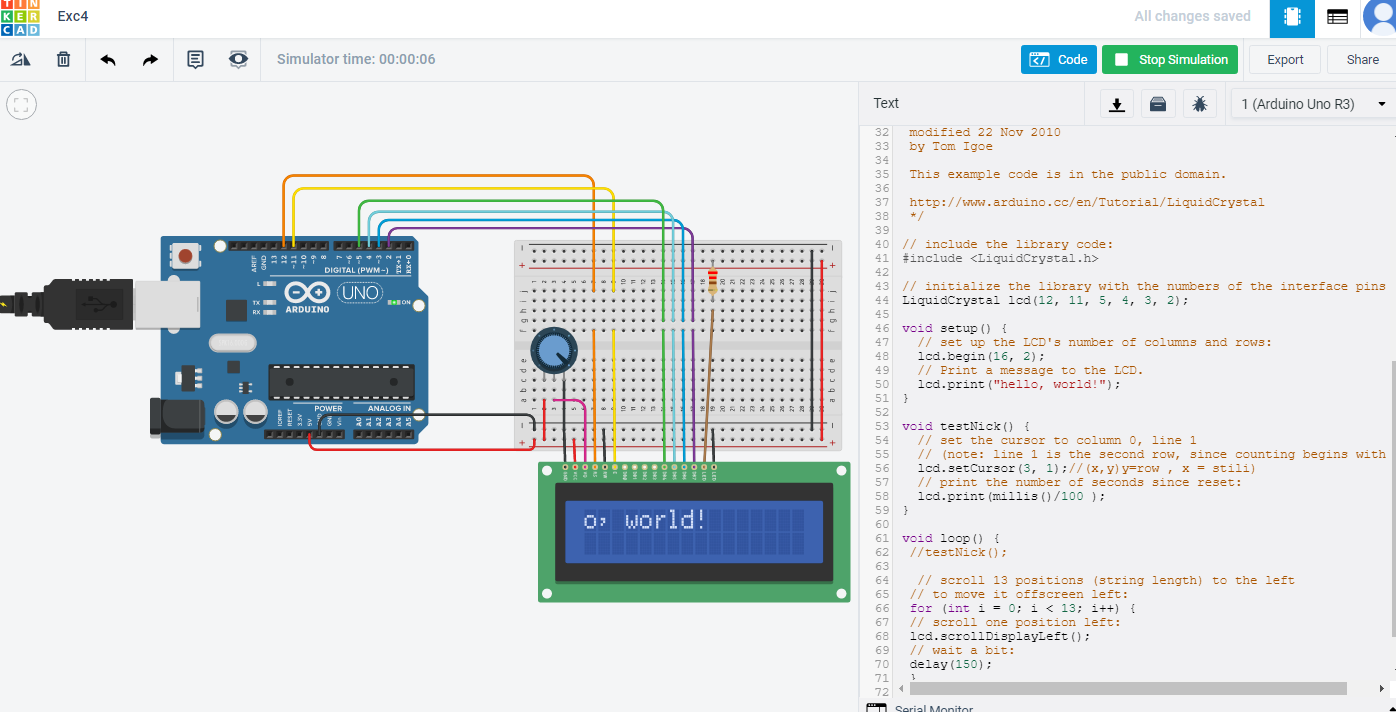 TIN
KER
CAD
Exc4
All changes saved
Simulator time: 00:00:06
Code
Stop Simulation
Export
Share
Text
1 (Arduino Uno R3)
AREF
GND
13
12
~11
~10
~9
8
7
~6
~5
4
~3
2
TX→1
RX←0
DIGITAL (PWM~)
L
TX
RX
ARDUINO
UNO
ON
POWER
ANALOG IN
IOREF
RESET
3.3V
5V
GND
Vin
A0
A1
A2
A3
A4
A5
o, world!
32 modified 22 Nov 2010
33 by Tom Igoe
34
35 This example code is in the public domain.
36
37 http://www.arduino.cc/en/Tutorial/LiquidCrystal
38 */
39
40 // include the library code:
41 #include <LiquidCrystal.h>
42
43 // initialize the library with the numbers of the interface pins
44 LiquidCrystal lcd(12, 11, 5, 4, 3, 2);
45
46 void setup() {
47 // set up the LCD's number of columns and rows:
48 lcd.begin(16, 2);
49 // Print a message to the LCD.
50 lcd.print("hello, world!");
51 }
52
53 void testNick() {
54 // set the cursor to column 0, line 1
55 // (note: line 1 is the second row, since counting begins with
56 lcd.setCursor(3, 1);//(x,y)y=row , x = stili)
57 // print the number of seconds since reset:
58 lcd.print(millis()/100 );
59 }
60
61 void loop() {
62 //testNick();
63
64 // scroll 13 positions (string length) to the left
65 // to move it offscreen left:
66 for (int i = 0; i < 13; i++) {
67 // scroll one position left:
68 lcd.scrollDisplayLeft();
69 // wait a bit:
70 delay(150);
71 }
72
Serial Monitor